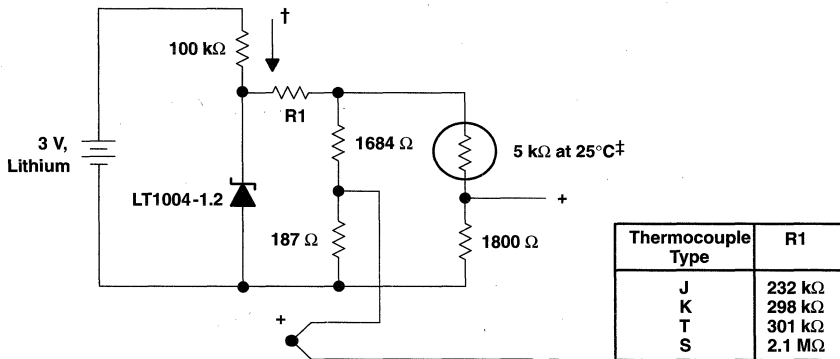 †
100 kΩ
R1
3 V,
Lithium
1684 Ω
5 kΩ at 25°C‡
LT1004-1.2
+
187 Ω
1800 Ω
+
Thermocouple Type R1
J 232 kΩ
K 298 kΩ
T 301 kΩ
S 2.1 MΩ